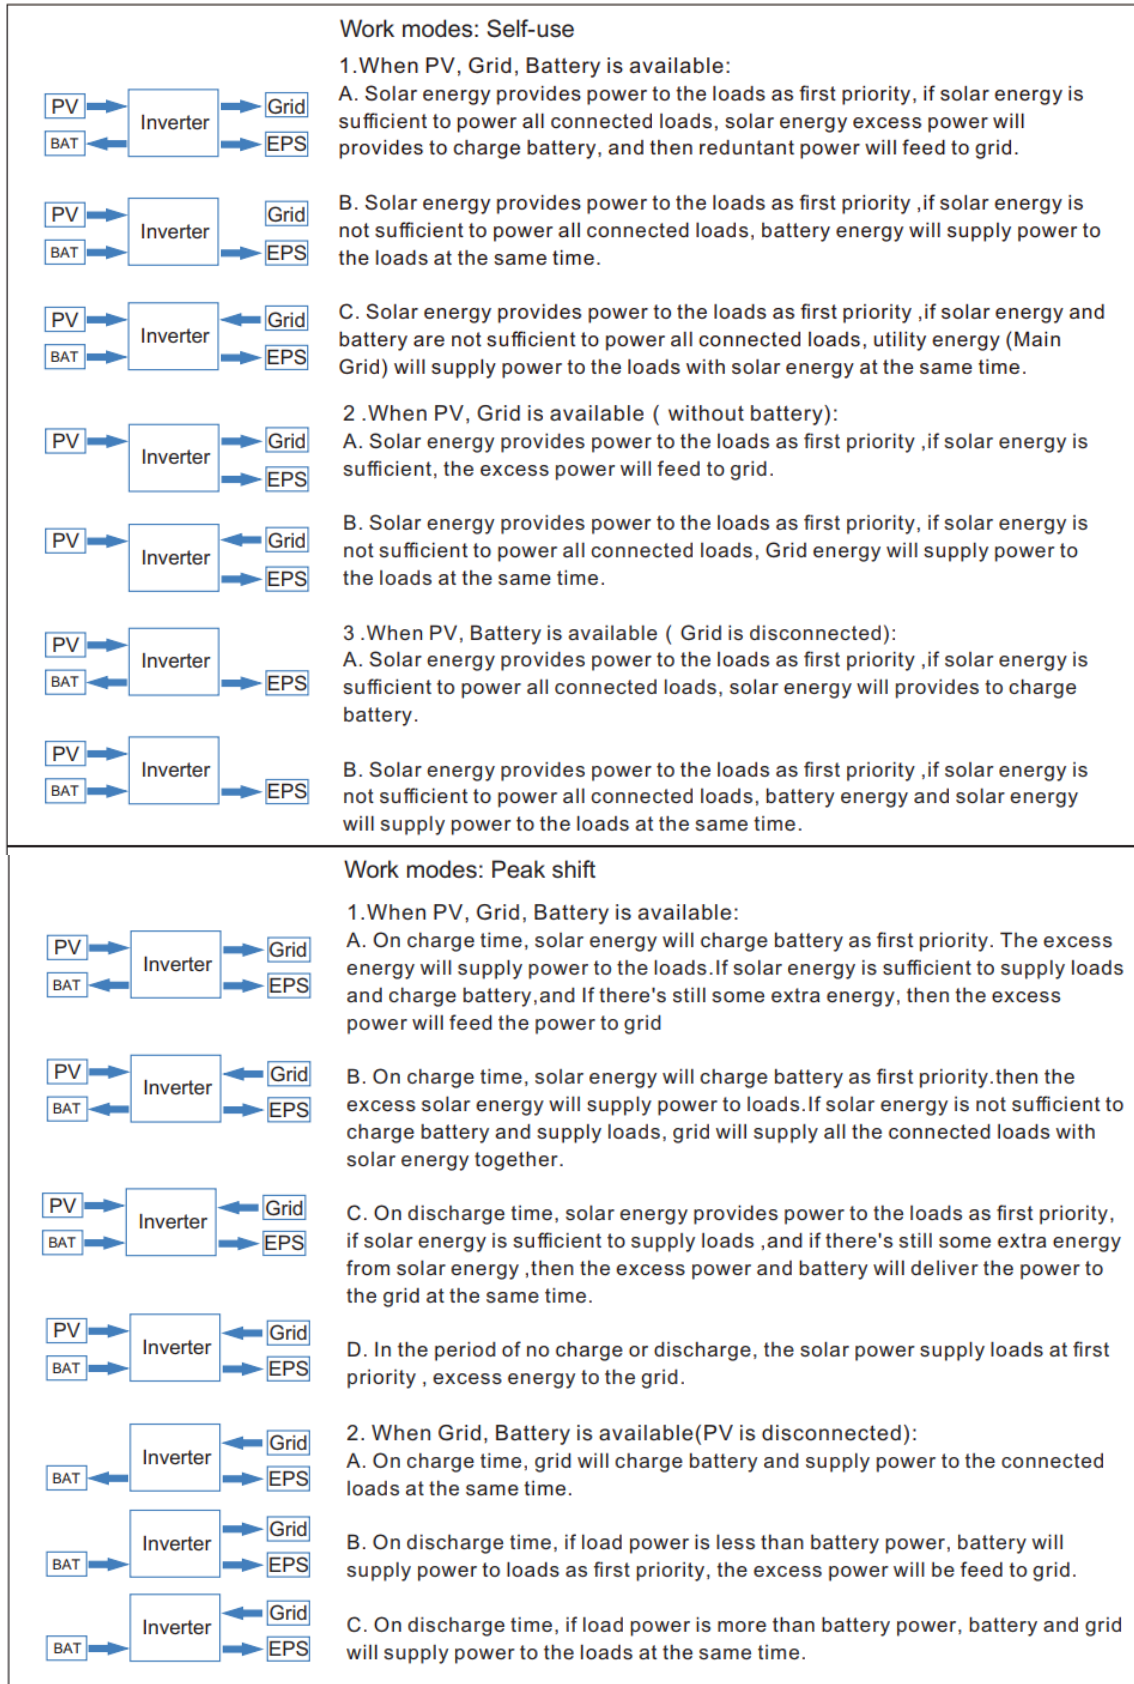 Work modes: Self-use
1.When PV, Grid, Battery is available:
PV
Inverter
Grid
BAT
EPS
A. Solar energy provides power to the loads as first priority, if solar energy is
sufficient to power all connected loads, solar energy excess power will
provides to charge battery, and then reduntant power will feed to grid.
PV
Inverter
Grid
BAT
EPS
B. Solar energy provides power to the loads as first priority ,if solar energy is
not sufficient to power all connected loads, battery energy will supply power to
the loads at the same time.
PV
Inverter
Grid
BAT
EPS
C. Solar energy provides power to the loads as first priority ,if solar energy and
battery are not sufficient to power all connected loads, utility energy (Main
Grid) will supply power to the loads with solar energy at the same time.
2 .When PV, Grid is available ( without battery):
PV
Inverter
Grid
EPS
A. Solar energy provides power to the loads as first priority ,if solar energy is
sufficient, the excess power will feed to grid.
PV
Inverter
Grid
EPS
B. Solar energy provides power to the loads as first priority, if solar energy is
not sufficient to power all connected loads, Grid energy will supply power to
the loads at the same time.
3 .When PV, Battery is available ( Grid is disconnected):
PV
Inverter
BAT
EPS
A. Solar energy provides power to the loads as first priority ,if solar energy is
sufficient to power all connected loads, solar energy will provides to charge
battery.
PV
Inverter
BAT
EPS
B. Solar energy provides power to the loads as first priority ,if solar energy is
not sufficient to power all connected loads, battery energy and solar energy
will supply power to the loads at the same time.
Work modes: Peak shift
1.When PV, Grid, Battery is available:
PV
Inverter
Grid
BAT
EPS
A. On charge time, solar energy will charge battery as first priority. The excess
energy will supply power to the loads.If solar energy is sufficient to supply loads
and charge battery,and If there's still some extra energy, then the excess
power will feed the power to grid
PV
Inverter
Grid
BAT
EPS
B. On charge time, solar energy will charge battery as first priority.then the
excess solar energy will supply power to loads.If solar energy is not sufficient to
charge battery and supply loads, grid will supply all the connected loads with
solar energy together.
PV
Inverter
Grid
BAT
EPS
C. On discharge time, solar energy provides power to the loads as first priority,
if solar energy is sufficient to supply loads ,and if there's still some extra energy
from solar energy ,then the excess power and battery will deliver the power to
the grid at the same time.
PV
Inverter
Grid
BAT
EPS
D. In the period of no charge or discharge, the solar power supply loads at first
priority , excess energy to the grid.
2. When Grid, Battery is available(PV is disconnected):
Inverter
Grid
BAT
EPS
A. On charge time, grid will charge battery and supply power to the connected
loads at the same time.
Inverter
Grid
BAT
EPS
B. On discharge time, if load power is less than battery power, battery will
supply power to loads as first priority, the excess power will be feed to grid.
Inverter
Grid
BAT
EPS
C. On discharge time, if load power is more than battery power, battery and grid
will supply power to the loads at the same time.